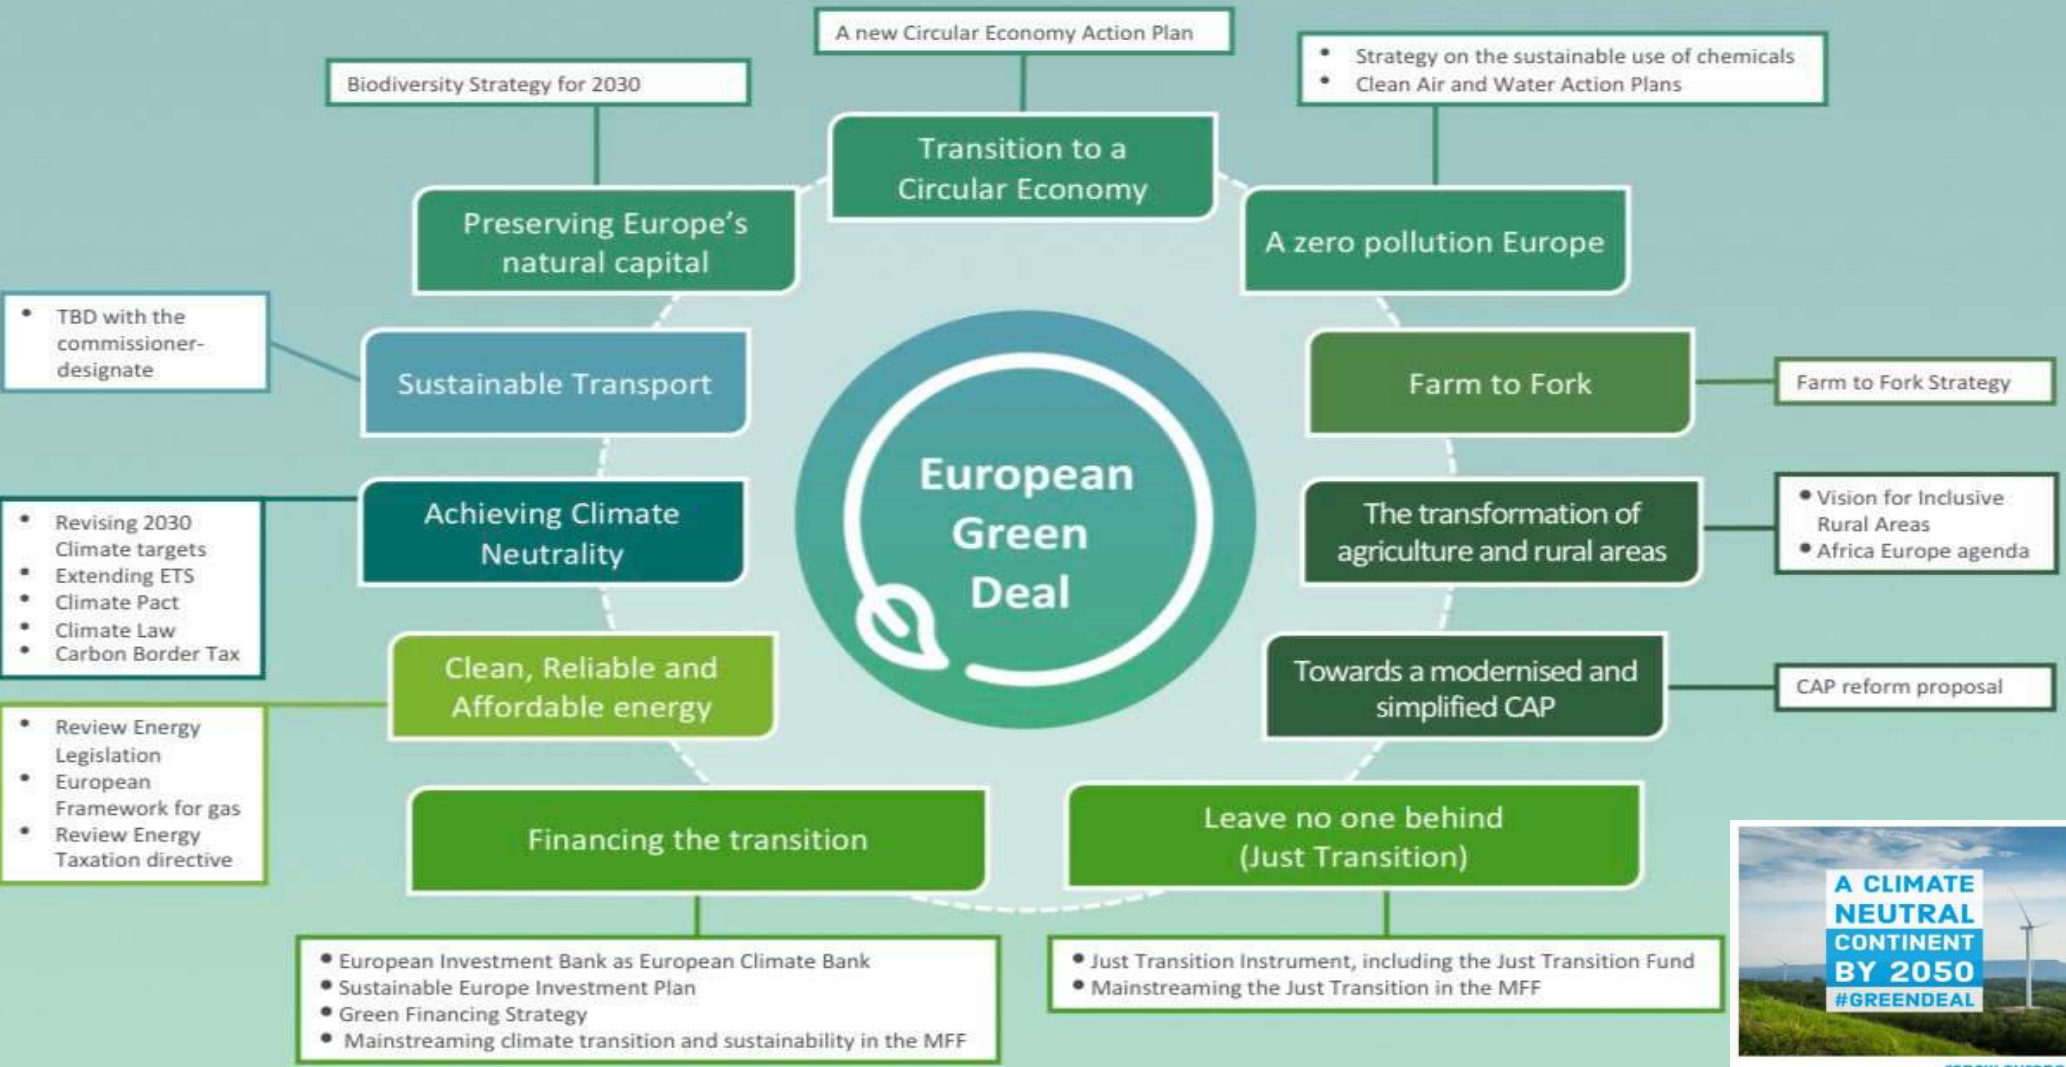 A new Circular Economy Action Plan
Biodiversity Strategy for 2030
• Strategy on the sustainable use of chemicals
• Clean Air and Water Action Plans
Transition to a
Circular Economy
Preserving Europe's
natural capital
A zero pollution Europe
• TBD with the
commissioner-
designate
Sustainable Transport
Farm to Fork
Farm to Fork Strategy
European
Green
Deal
Achieving Climate
Neutrality
• Revising 2030
Climate targets
• Extending ETS
• Climate Pact
• Climate Law
• Carbon Border Tax
The transformation of
agriculture and rural areas
• Vision for Inclusive
Rural Areas
• Africa Europe agenda
Clean, Reliable and
Affordable energy
• Review Energy
Legislation
• European
Framework for gas
• Review Energy
Taxation directive
Towards a modernised and
simplified CAP
CAP reform proposal
Financing the transition
• European Investment Bank as European Climate Bank
• Sustainable Europe Investment Plan
• Green Financing Strategy
• Mainstreaming climate transition and sustainability in the MFF
Leave no one behind
(Just Transition)
• Just Transition Instrument, including the Just Transition Fund
• Mainstreaming the Just Transition in the MFF
A CLIMATE
NEUTRAL
CONTINENT
BY 2050
#GREENDEAL